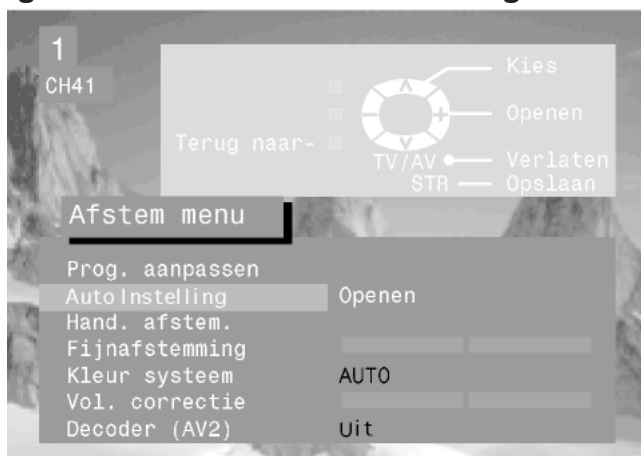 1
CH41
Kies
Openen
Terug naar-
TV/AV Verlaten
STR Opslaan
Afstem menu
Prog. aanpassen
Auto Instelling Openen
Hand. afstem.
Fijnafstemming
Kleur systeem AUTO
Vol. correctie
Decoder (AV2) Uit